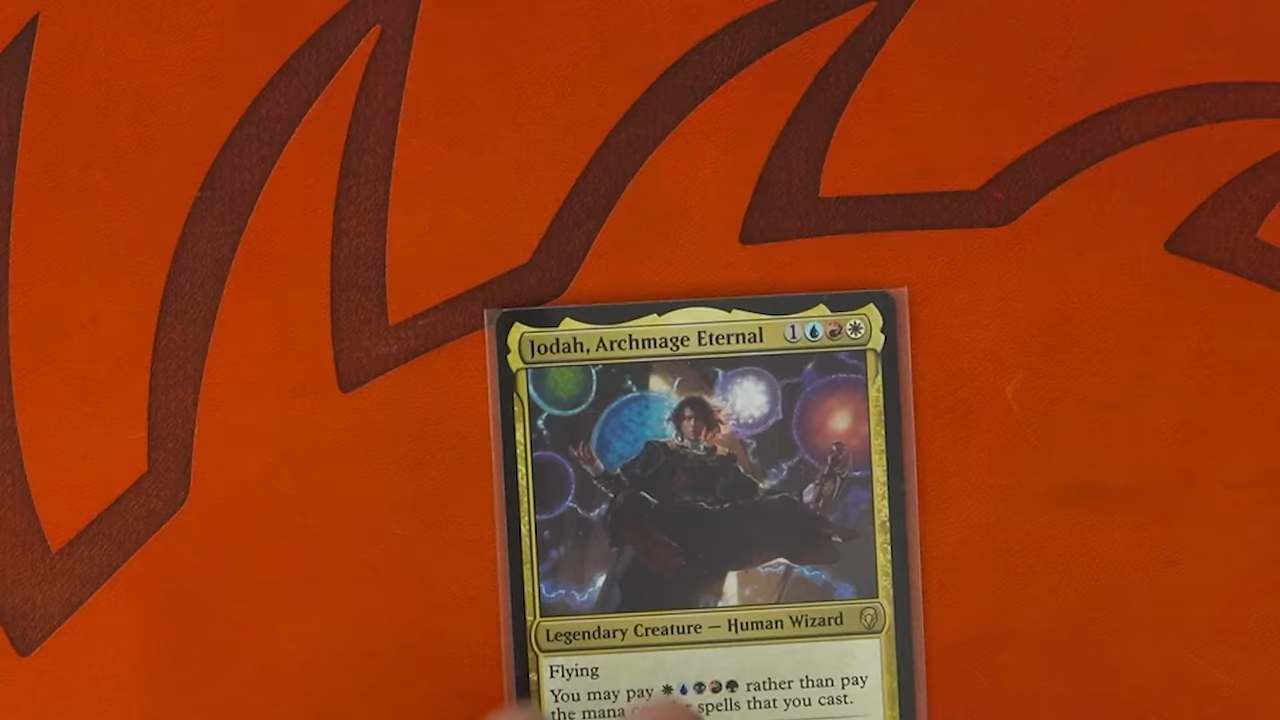 Jodah, Archmage Eternal 1
Legendary Creature — Human Wizard
Flying
You may pay rather than pay
the mana spells that you cast.